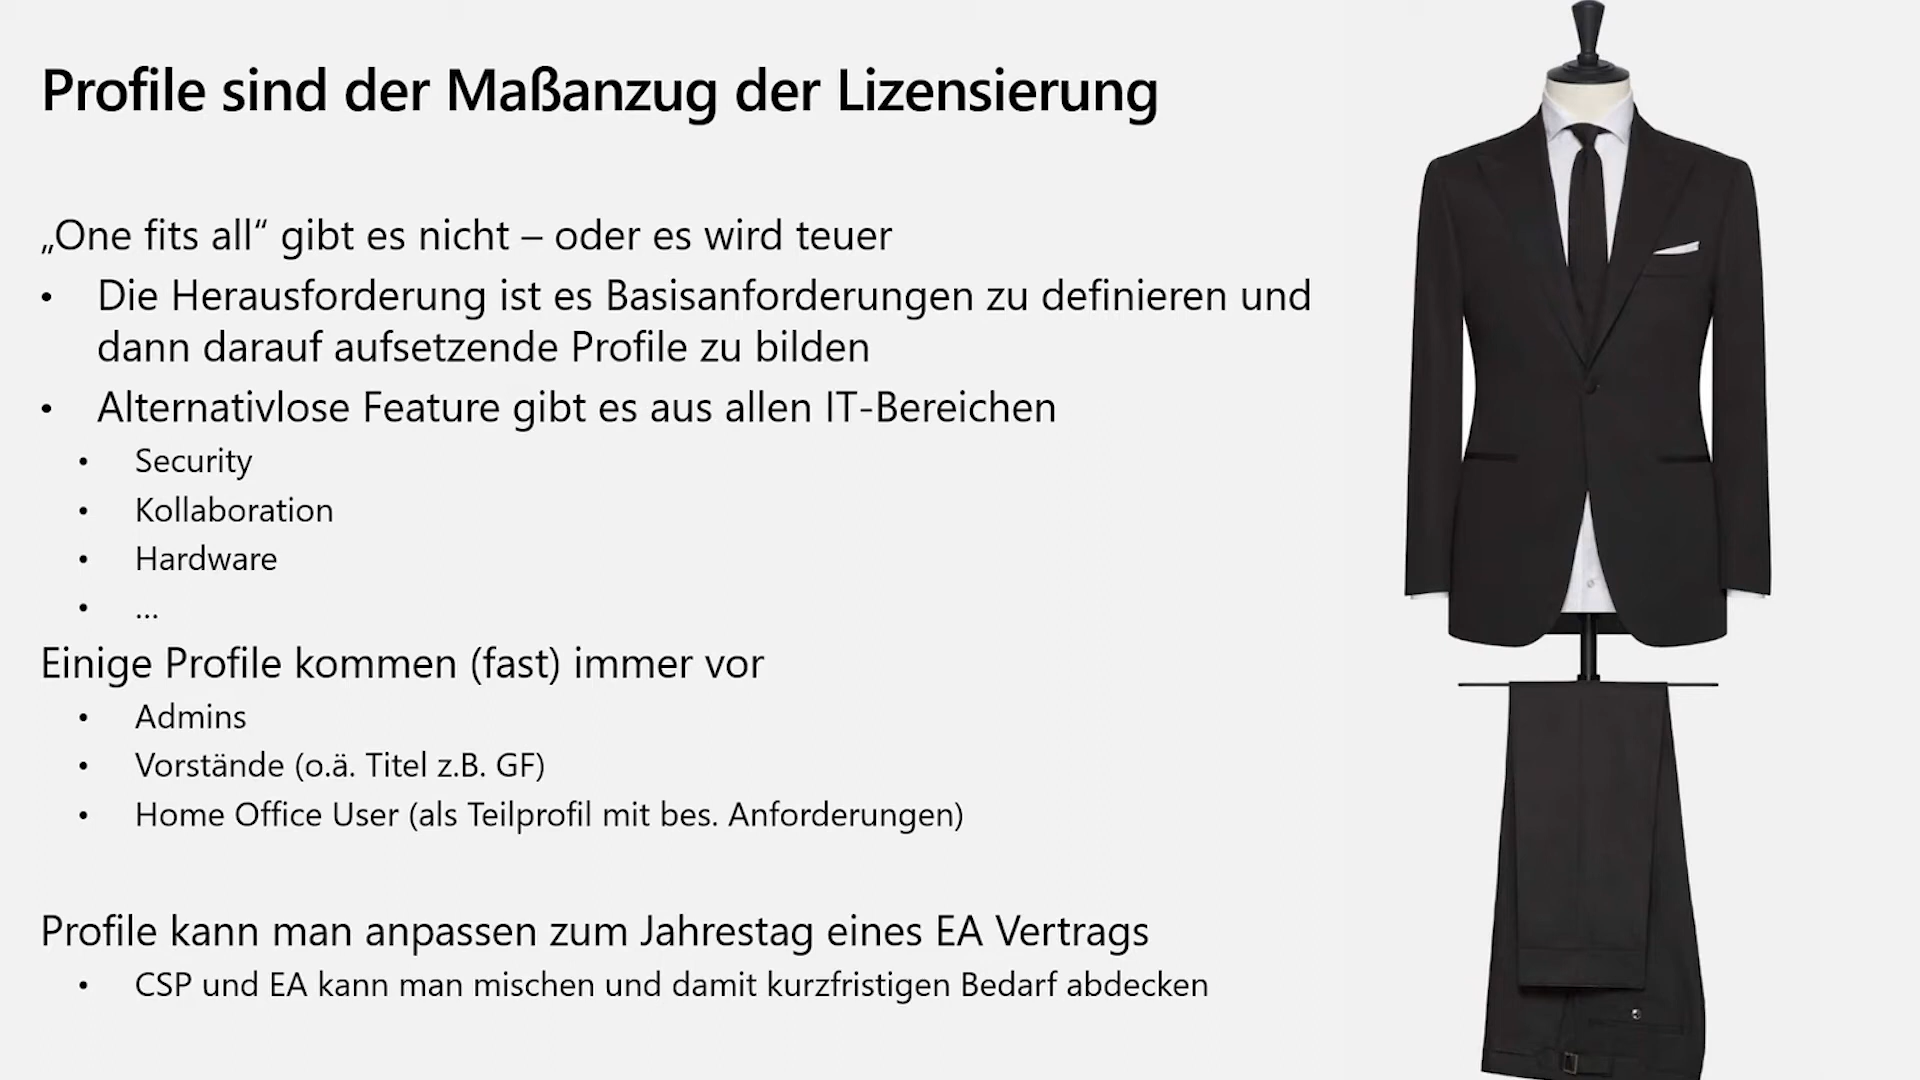 Profile sind der Maßanzug der Lizensierung
„One fits all“ gibt es nicht – oder es wird teuer
• Die Herausforderung ist es Basisanforderungen zu definieren und
dann darauf aufsetzende Profile zu bilden
• Alternativlose Feature gibt es aus allen IT-Bereichen
• Security
• Kollaboration
• Hardware
• ...
Einige Profile kommen (fast) immer vor
• Admins
• Vorstände (o.ä. Titel z.B. GF)
• Home Office User (als Teilprofil mit bes. Anforderungen)
Profile kann man anpassen zum Jahrestag eines EA Vertrags
• CSP und EA kann man mischen und damit kurzfristigen Bedarf abdecken